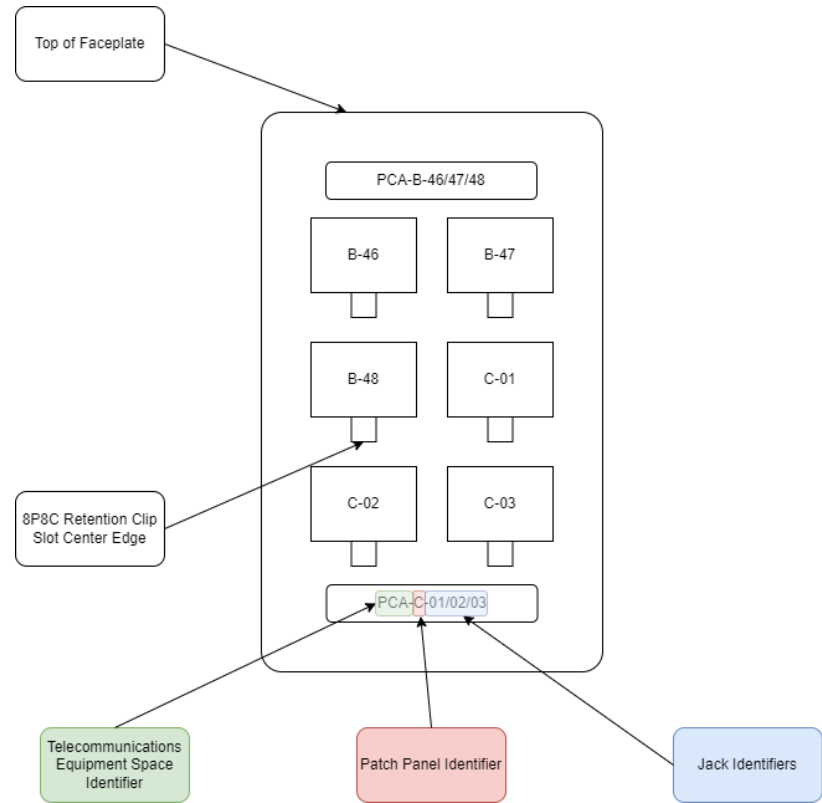 Top of Faceplate
PCA-B-46/47/48
B-46
B-47
B-48
C-01
8P8C Retention Clip
Slot Center Edge
C-02
C-03
PCA-C-01/02/03
Telecommunications
Equipment Space
Identifier
Patch Panel Identifier
Jack Identifiers